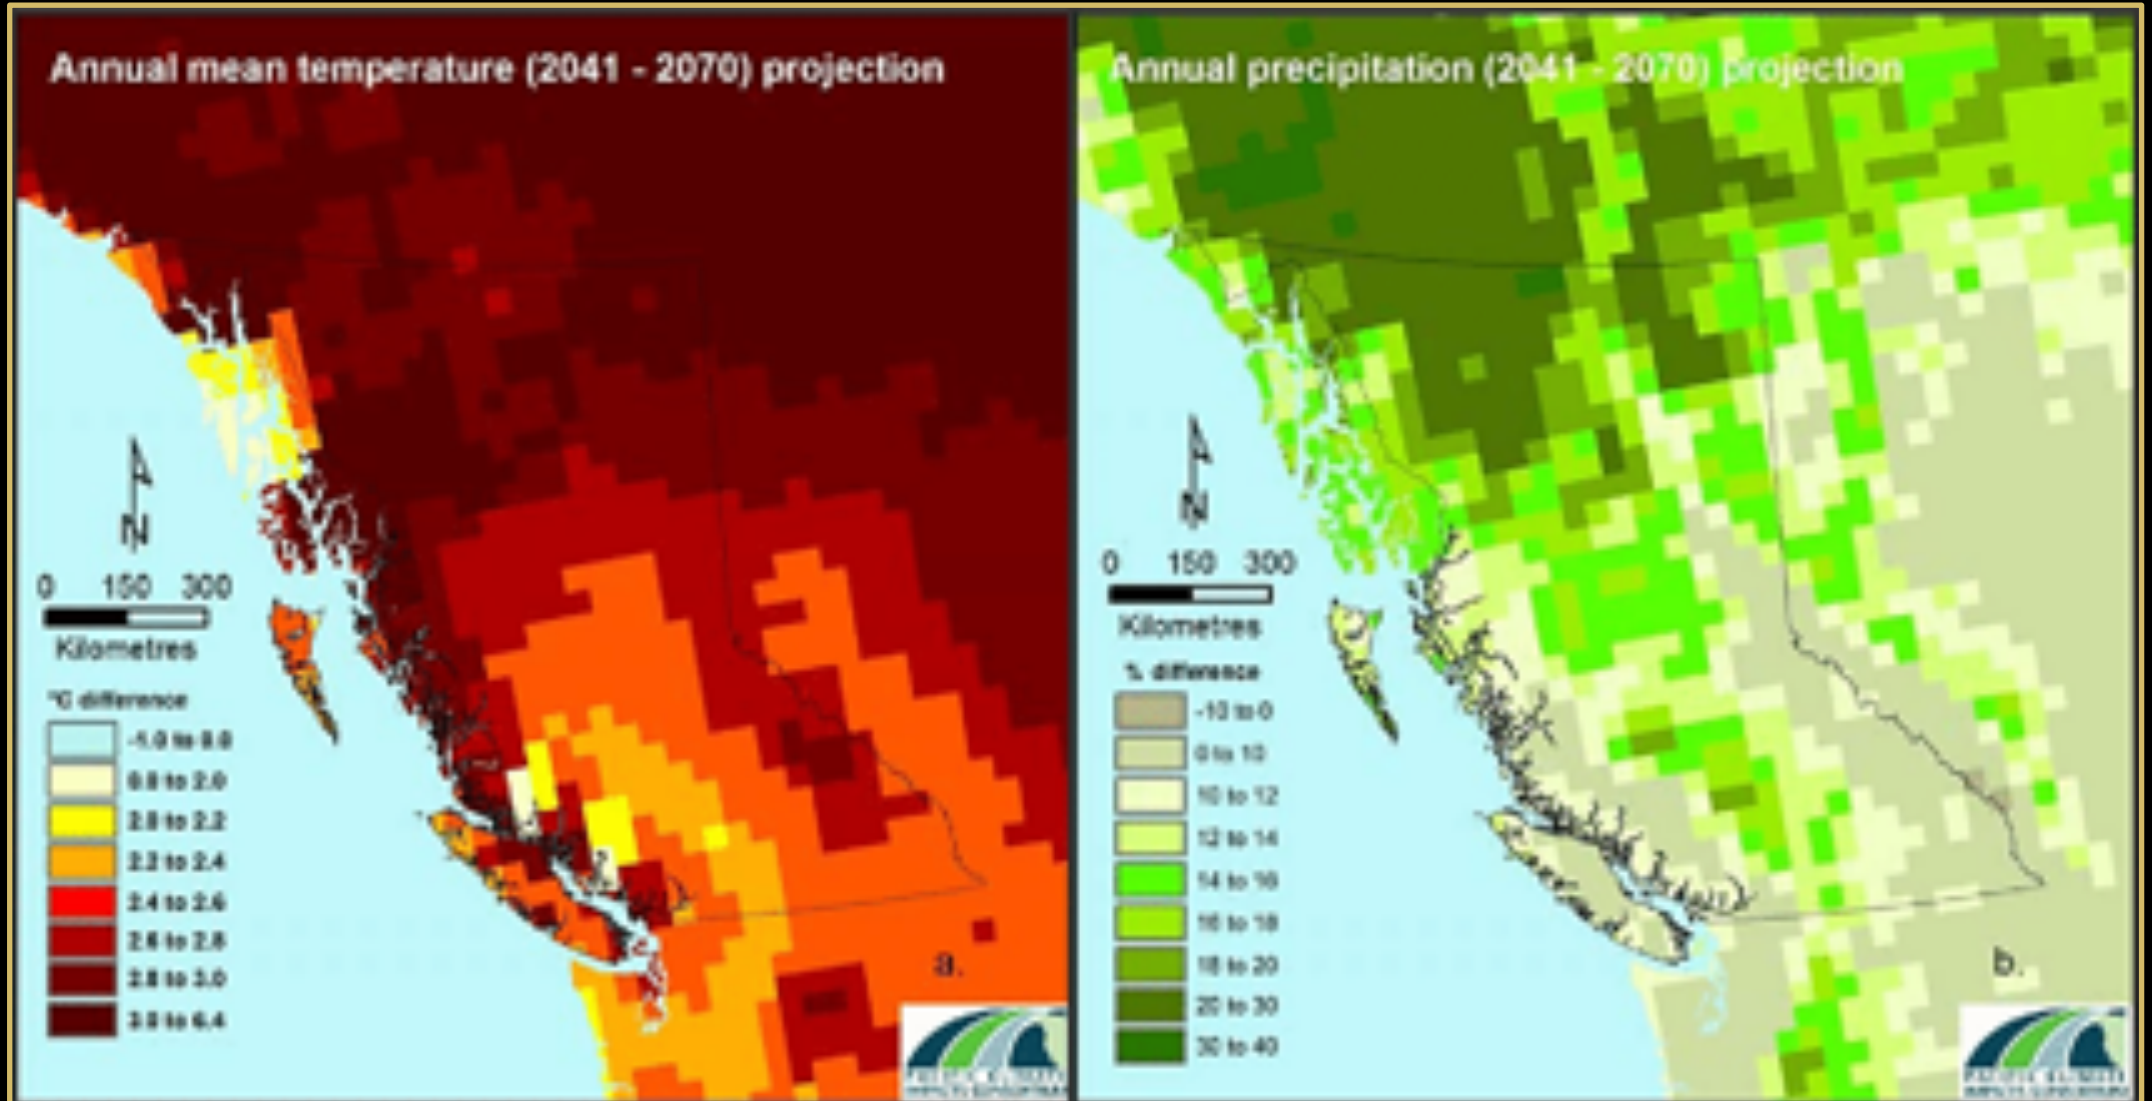 Annual mean temperature (2041 - 2070) projection
N
0 150 300
Kilometres
°C difference
-1.0 to 0.0
0.0 to 2.0
2.0 to 2.2
2.2 to 2.4
2.4 to 2.6
2.6 to 2.8
2.8 to 3.0
3.0 to 6.4
a.
Annual precipitation (2041 - 2070) projection
N
0 150 300
Kilometres
% difference
-10 to 0
0 to 10
10 to 12
12 to 14
14 to 16
16 to 18
18 to 20
20 to 30
30 to 40
b.